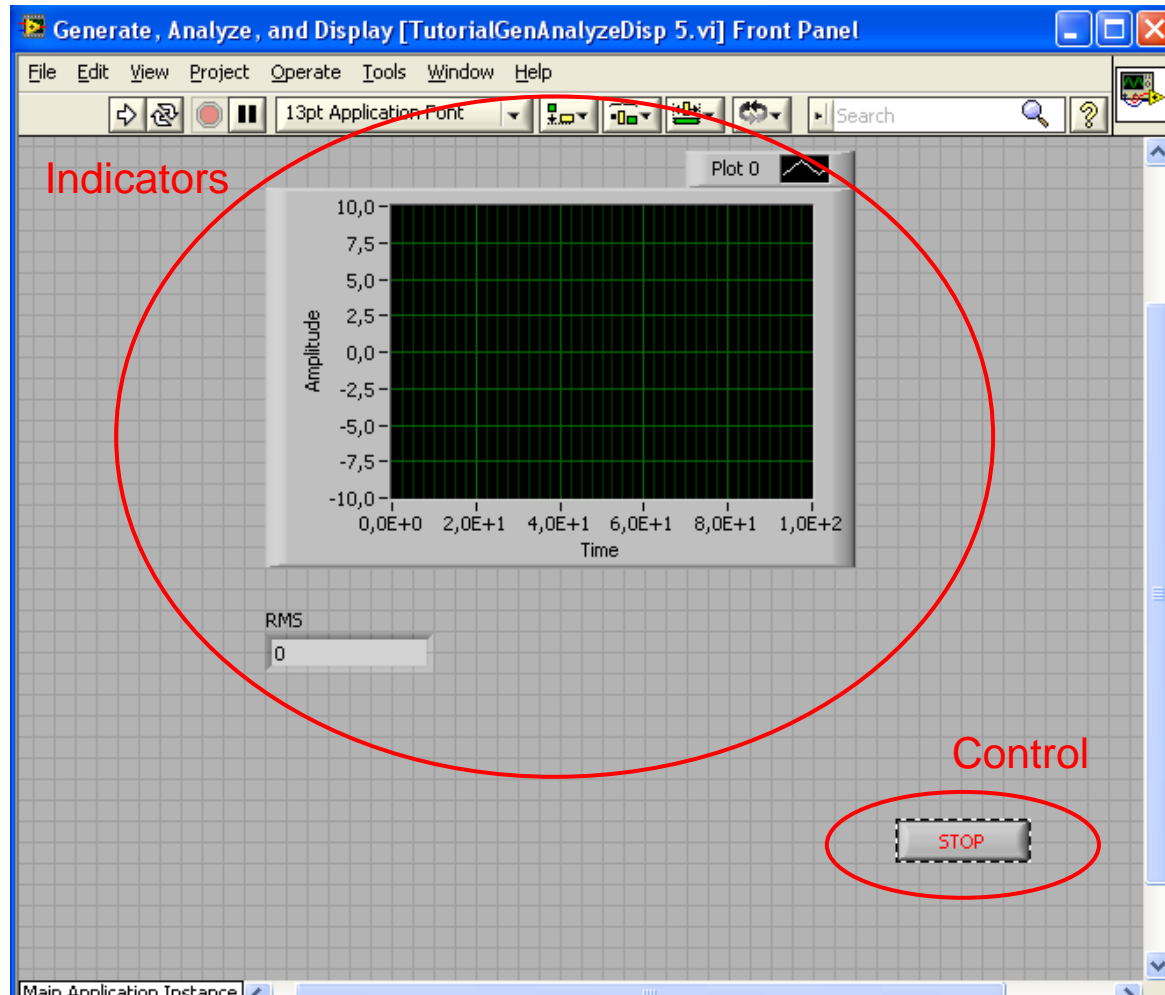 Generate, Analyze, and Display [TutorialGenAnalyzeDisp 5.vi] Front Panel
File Edit View Project Operate Tools Window Help
13pt Application Font Search
Indicators
Plot 0
10,0
7,5
5,0
2,5
0,0
-2,5
-5,0
-7,5
-10,0
Amplitude
0,0E+0 2,0E+1 4,0E+1 6,0E+1 8,0E+1 1,0E+2
Time
RMS
0
Control
STOP
Main Application Instance